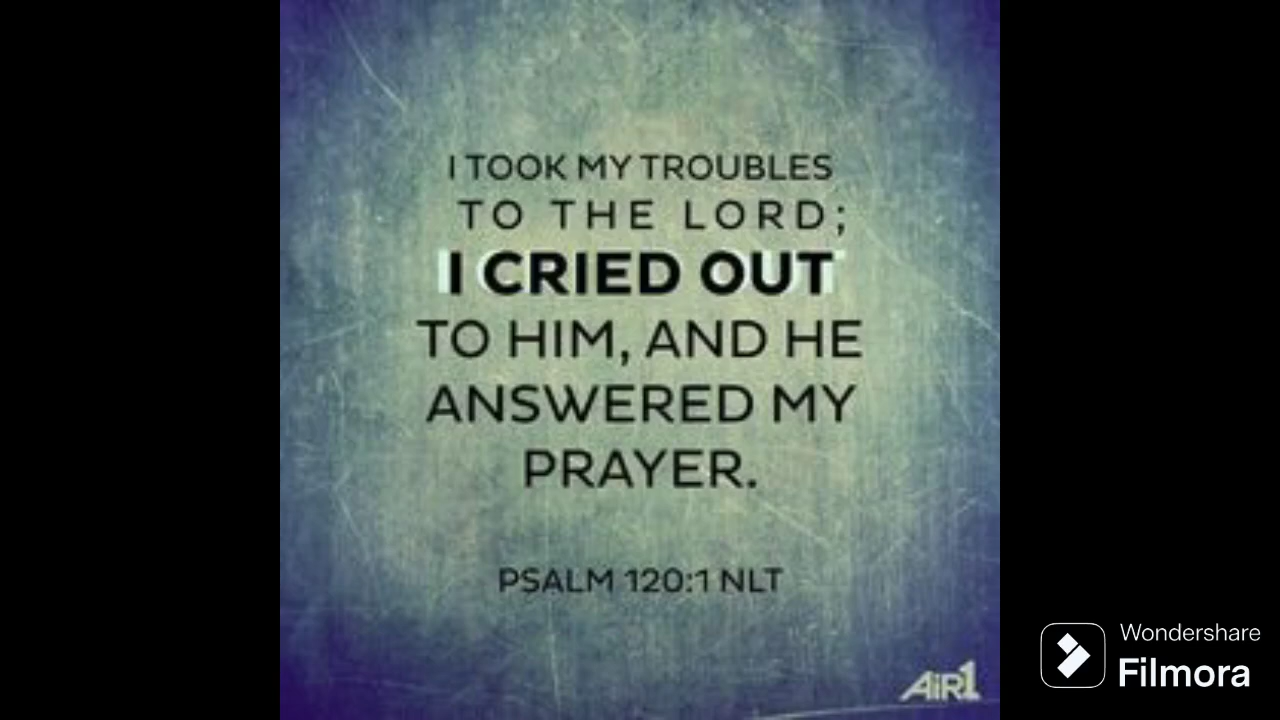 I TOOK MY TROUBLES
TO THE LORD;
I CRIED OUT
TO HIM, AND HE
ANSWERED MY
PRAYER.
PSALM 120:1 NLT
AiR1
Wondershare
Filmora